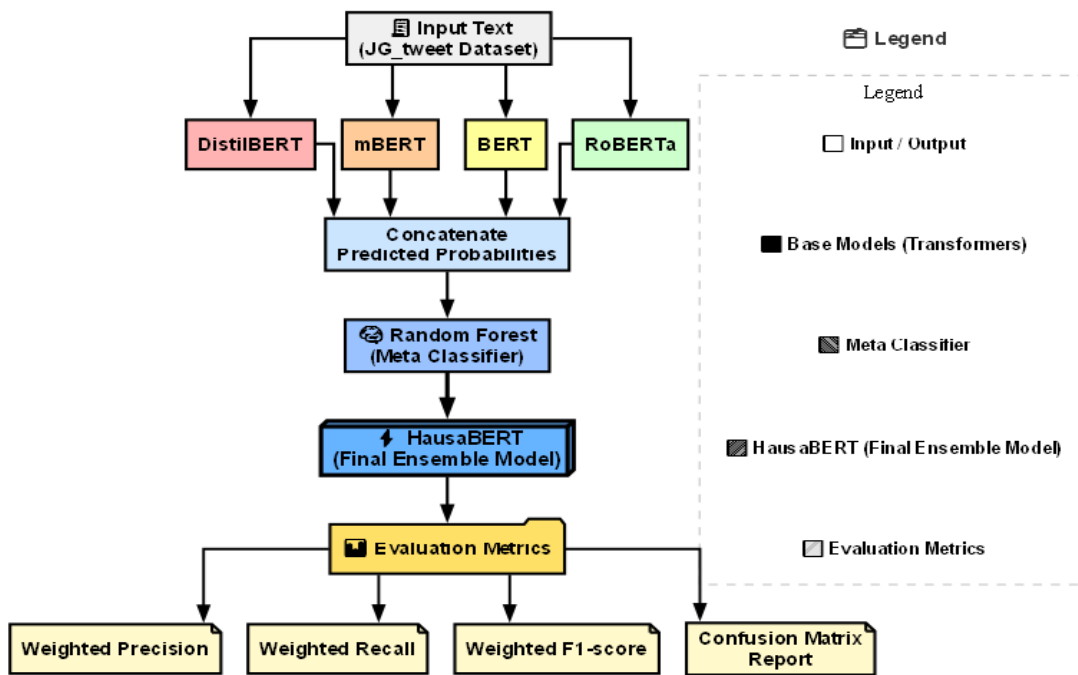 Input Text
(JG_tweet Dataset)
Legend
Legend
DistilBERT
mBERT
BERT
RoBERTa
Input / Output
Concatenate
Predicted Probabilities
Base Models (Transformers)
Random Forest
(Meta Classifier)
Meta Classifier
HausaBERT
(Final Ensemble Model)
HausaBERT (Final Ensemble Model)
Evaluation Metrics
Evaluation Metrics
Weighted Precision
Weighted Recall
Weighted F1-score
Confusion Matrix
Report